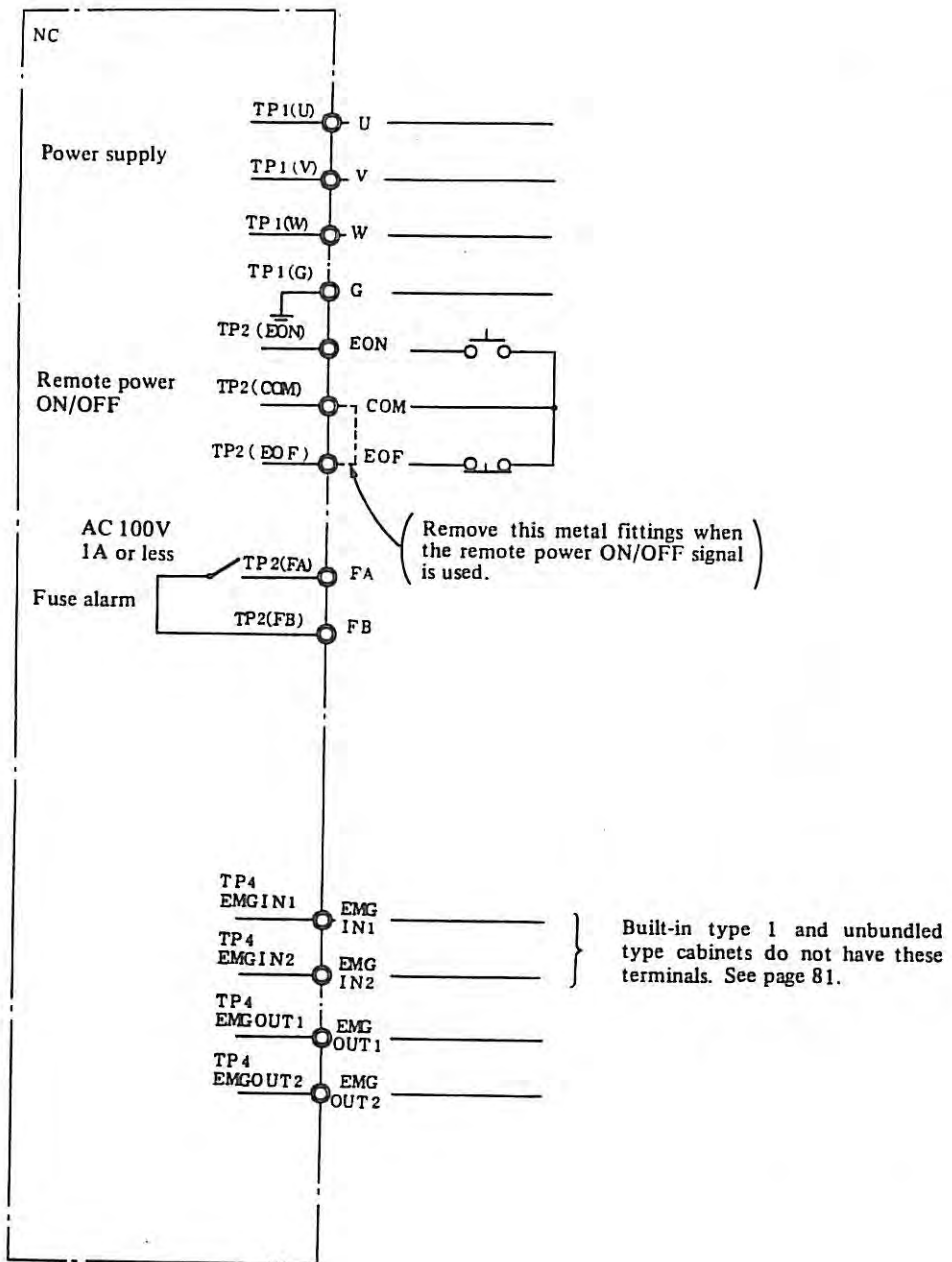 NC
TP1(U)
U
Power supply
TP1(V)
V
TP1(W)
W
TP1(G)
G
TP2(EON)
EON
Remote power
ON/OFF
TP2(COM)
COM
TP2(EOF)
EOF
Remove this metal fittings when
the remote power ON/OFF signal
is used.
AC 100V
1A or less
TP2(FA)
FA
Fuse alarm
TP2(FB)
FB
TP4
EMGIN1
EMG
IN1
TP4
EMGIN2
EMG
IN2
Built-in type 1 and unbundled
type cabinets do not have these
terminals. See page 81.
TP4
EMGOUT1
EMG
OUT1
TP4
EMGOUT2
EMG
OUT2